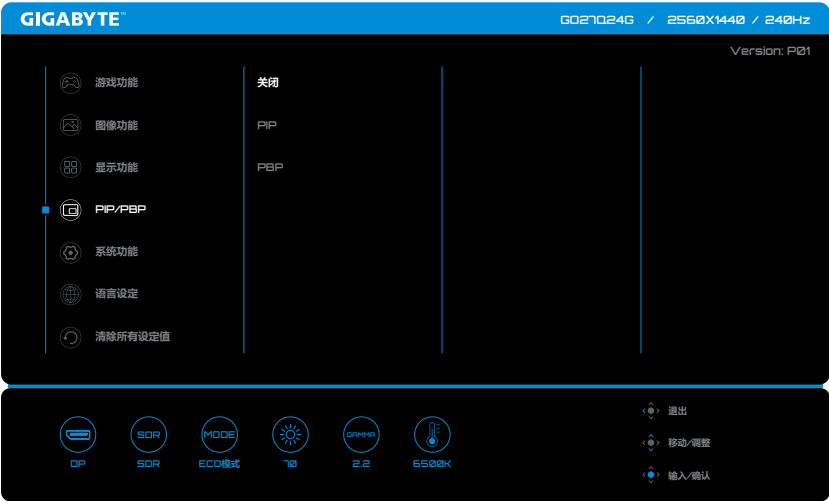 GIGABYTE™
GO27Q24G / 2560X1440 / 240Hz
Version: P01
游戏功能
关闭
图像功能
PIP
显示功能
PBP
PIP/PBP
系统功能
语言设定
清除所有设定值
退出
SDR
MODE
GAMMA
移动/调整
DP
SDR
ECO模式
70
2.2
6500K
输入/确认